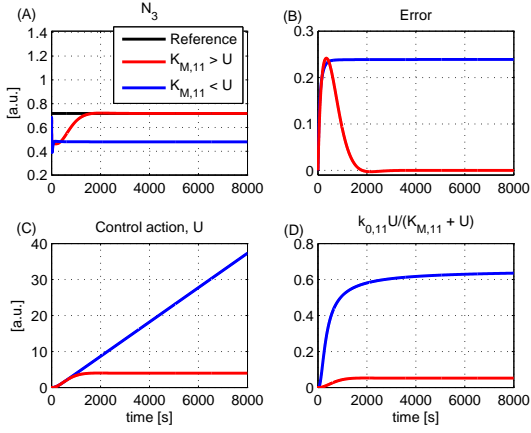 (A) N3
1.4
1.2
1
0.8
0.6
0.4
0.2
[a.u.]
Reference
KM,11 > U
KM,11 < U
0 2000 4000 6000 8000
(B) Error
0.3
0.2
0.1
0
0 2000 4000 6000 8000
(C) Control action, U
40
30
20
10
0
[a.u.]
0 2000 4000 6000 8000
time [s]
(D) k0,11U/(KM,11 + U)
0.8
0.6
0.4
0.2
0
0 2000 4000 6000 8000
time [s]